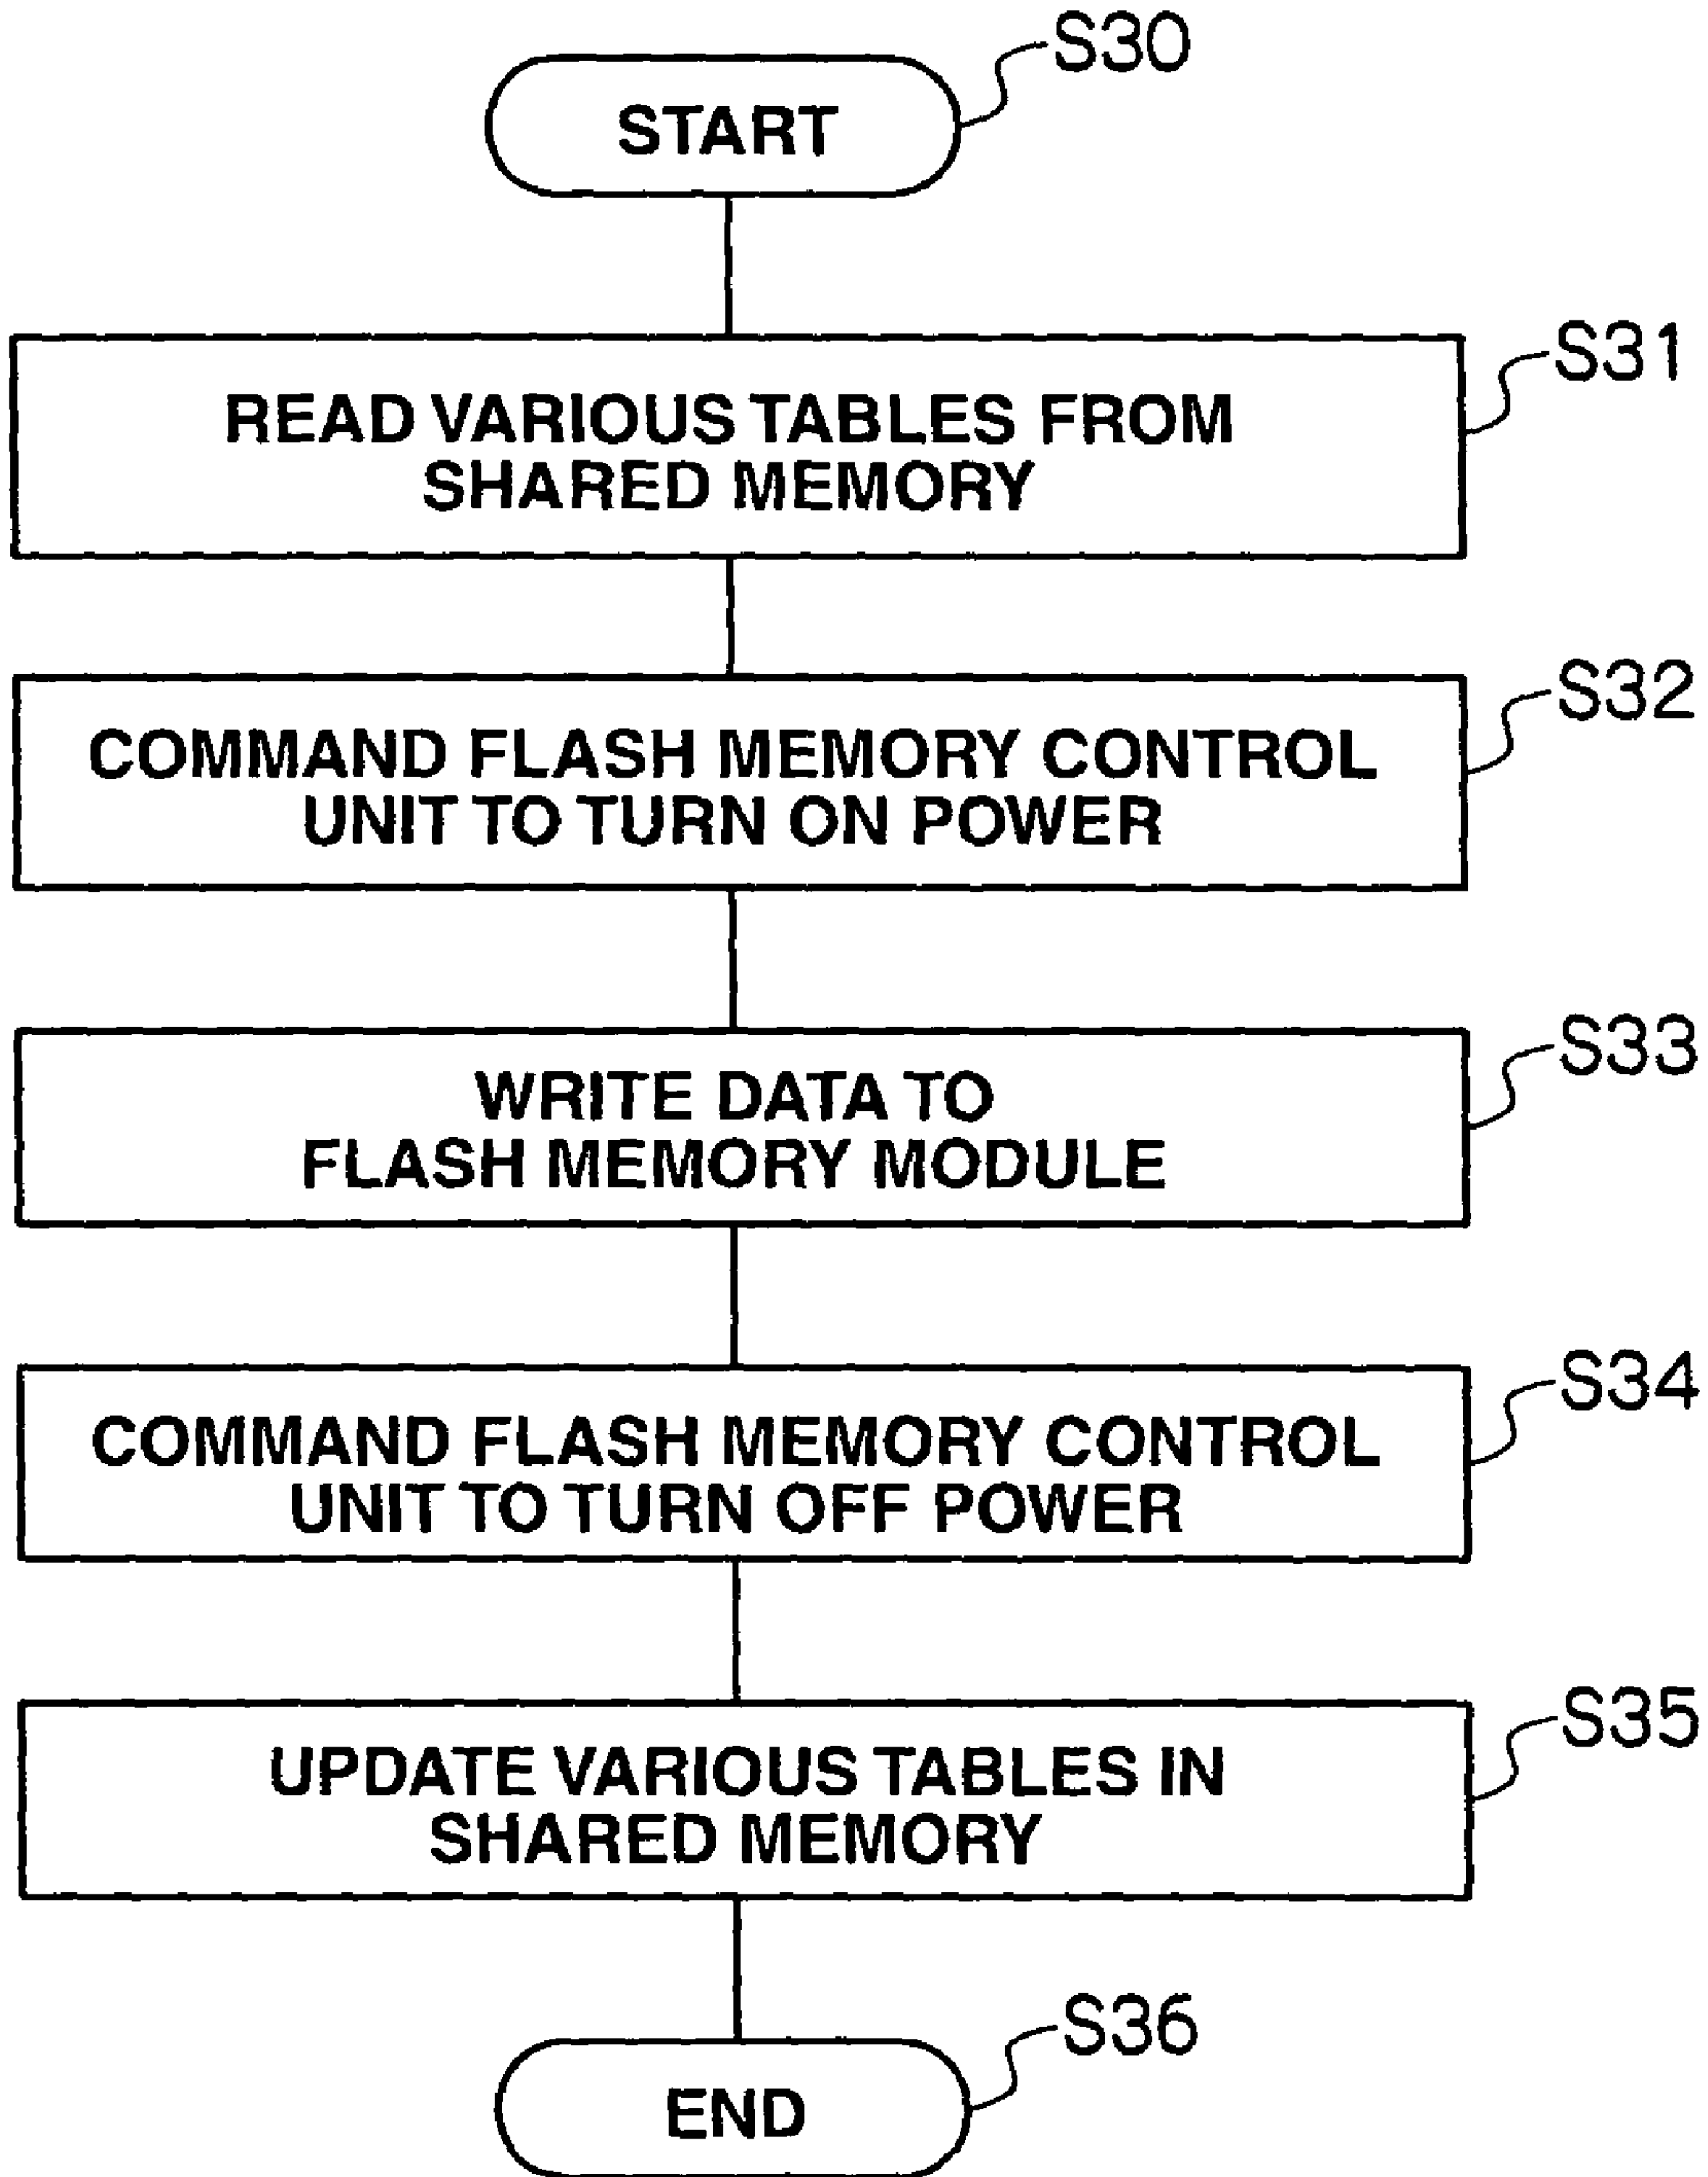 S30
START
S31
READ VARIOUS TABLES FROM
SHARED MEMORY
S32
COMMAND FLASH MEMORY CONTROL
UNIT TO TURN ON POWER
S33
WRITE DATA TO
FLASH MEMORY MODULE
S34
COMMAND FLASH MEMORY CONTROL
UNIT TO TURN OFF POWER
S35
UPDATE VARIOUS TABLES IN
SHARED MEMORY
S36
END